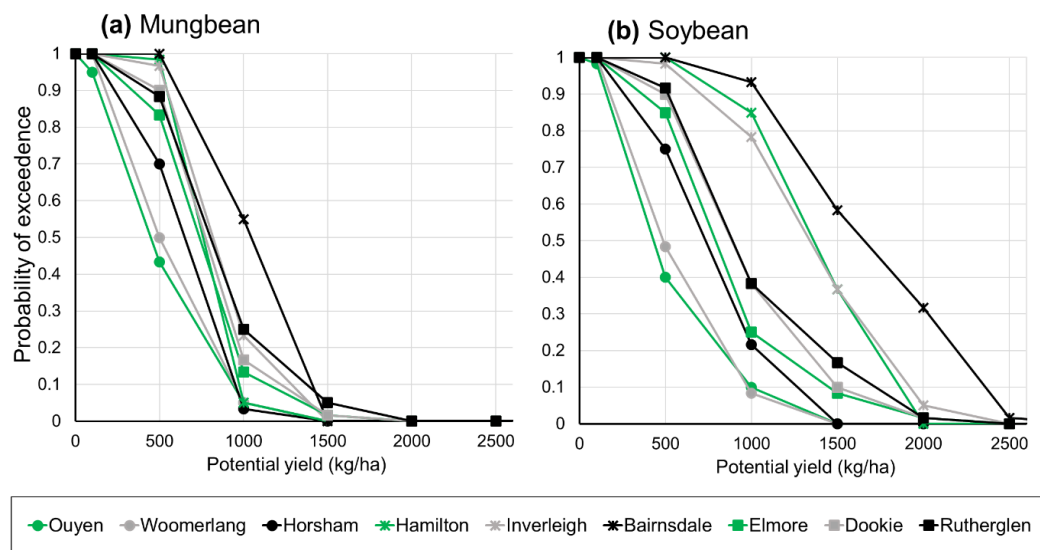 (a) Mungbean
(b) Soybean
Probability of exceedence
1
0.9
0.8
0.7
0.6
0.5
0.4
0.3
0.2
0.1
0
0 500 1000 1500 2000 2500
Potential yield (kg/ha)
1
0.9
0.8
0.7
0.6
0.5
0.4
0.3
0.2
0.1
0
0 500 1000 1500 2000 2500
Potential yield (kg/ha)
Ouyen Woomerlang Horsham Hamilton Inverleigh Bairnsdale Elmore Dookie Rutherglen